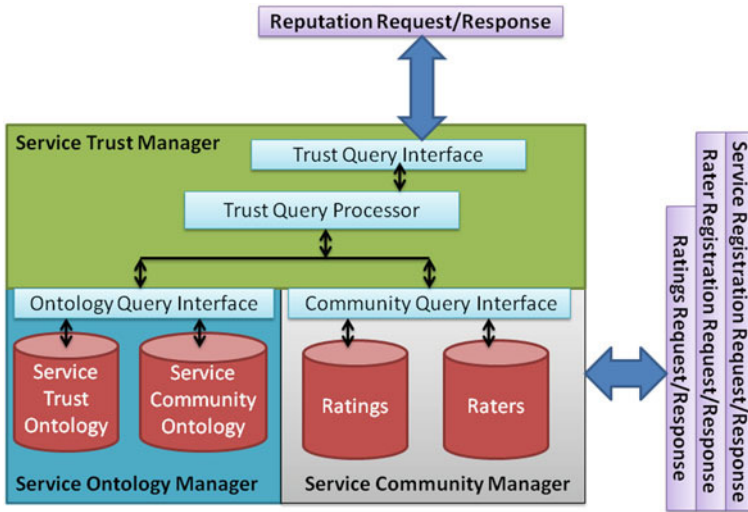 Reputation Request/Response
Service Trust Manager
Trust Query Interface
Trust Query Processor
Ontology Query Interface
Community Query Interface
Service
Trust
Ontology
Service
Community
Ontology
Ratings
Raters
Service Ontology Manager
Service Community Manager
Ratings Request/Response
Rater Registration Request/Response
Service Registration Request/Response